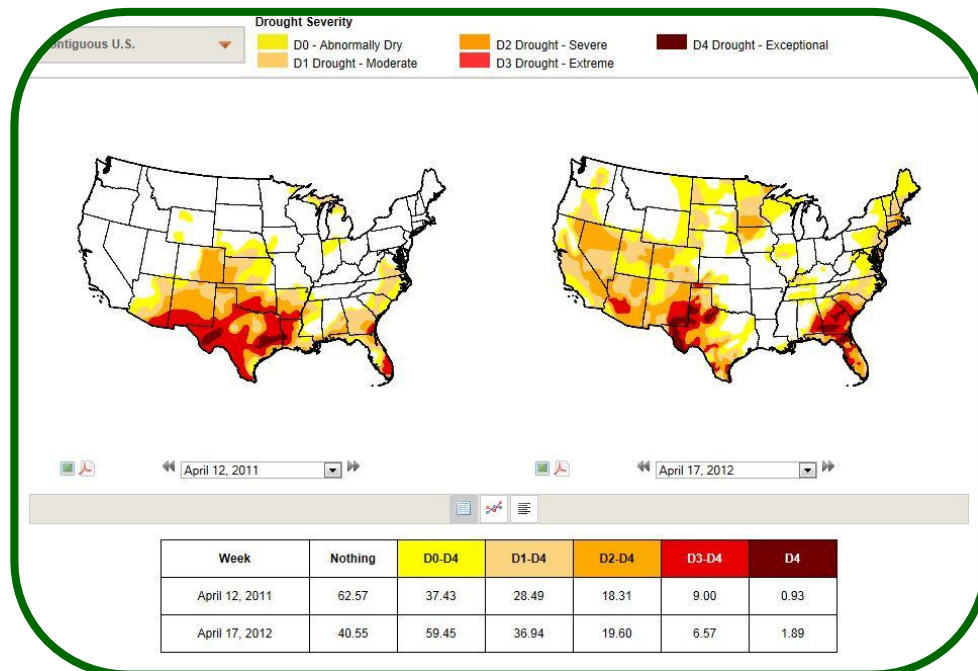 Drought Severity
ontiguous U.S.
D0 - Abnormally Dry D2 Drought - Severe D4 Drought - Exceptional
D1 Drought - Moderate D3 Drought - Extreme
April 12, 2011 April 17, 2012
Week Nothing D0-D4 D1-D4 D2-D4 D3-D4 D4
April 12, 2011 62.57 37.43 28.49 18.31 9.00 0.93
April 17, 2012 40.55 59.45 36.94 19.60 6.57 1.89